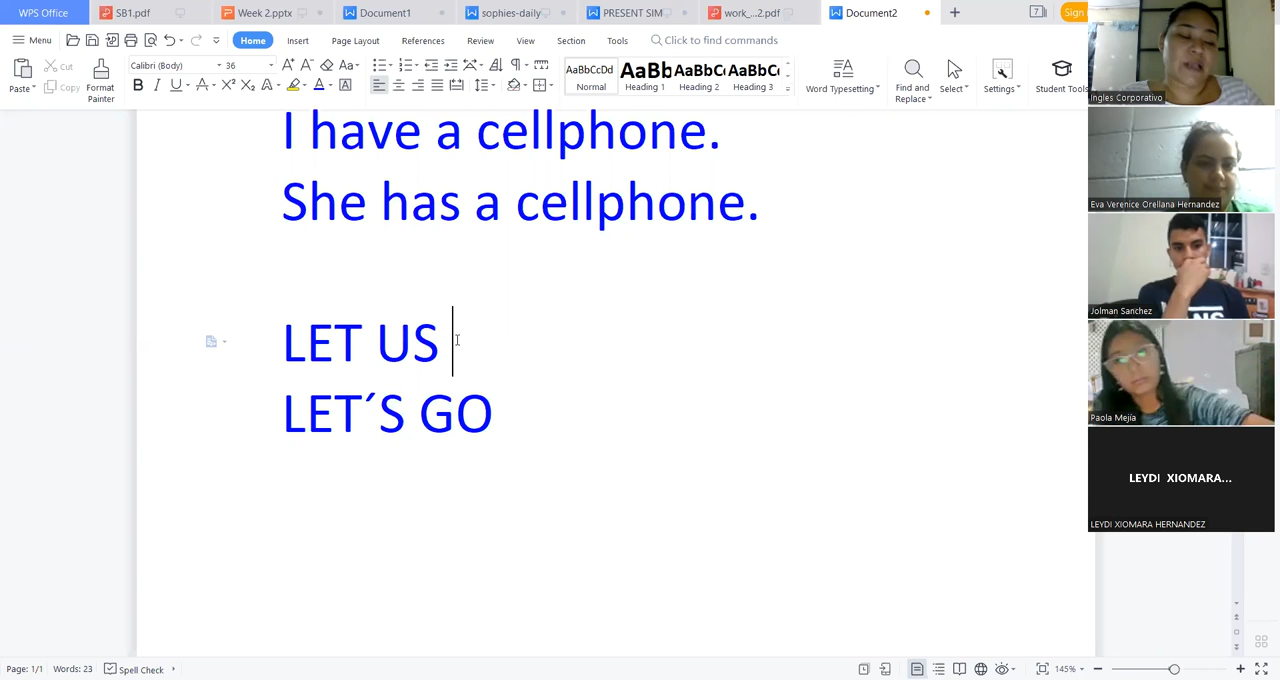 WPS Office SB1.pdf Week 2.pptx Document1 sophies-daily PRESENT SIM work_...2.pdf Document2 7 Sign
Menu Home Insert Page Layout References Review View Section Tools Click to find commands
Cut Calibri (Body) 36 AaBbCcDd AaBb AaBbCc AaBbCc
Paste Copy Format Painter Normal Heading 1 Heading 2 Heading 3 Word Typesetting Find and Replace Select Settings Student Tools
Ingles Corporativo
I have a cellphone.
She has a cellphone.
Eva Verenice Orellana Hernandez
Jolman Sanchez
LET US
LET´S GO
Paola Mejía
LEYDI XIOMARA...
LEYDI XIOMARA HERNANDEZ
Page: 1/1 Words: 23 Spell Check 145%